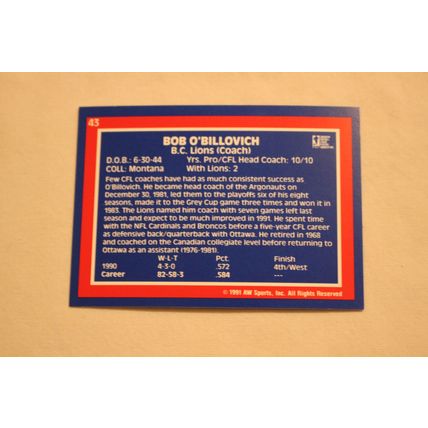 43
BOB O'BILLOVICH
B.C. Lions (Coach)
D.O.B.: 6-30-44 Yrs. Pro/CFL Head Coach: 10/10
COLL: Montana With Lions: 2
Few CFL coaches have had as much consistent success as
O'Billovich. He became head coach of the Argonauts on
December 30, 1981, led them to the playoffs six of his eight
seasons, made it to the Grey Cup game three times and won it in
1983. The Lions named him coach with seven games left last
season and expect to be much improved in 1991. He spent time
with the NFL Cardinals and Broncos before a five-year CFL career
as defensive back/quarterback with Ottawa. He retired in 1968
and coached on the Canadian collegiate level before returning to
Ottawa as an assistant (1976-1981).
W-L-T Pct. Finish
1990 4-3-0 .572 4th/West
Career 82-58-3 .584 ---
© 1991 AW Sports, Inc. All Rights Reserved